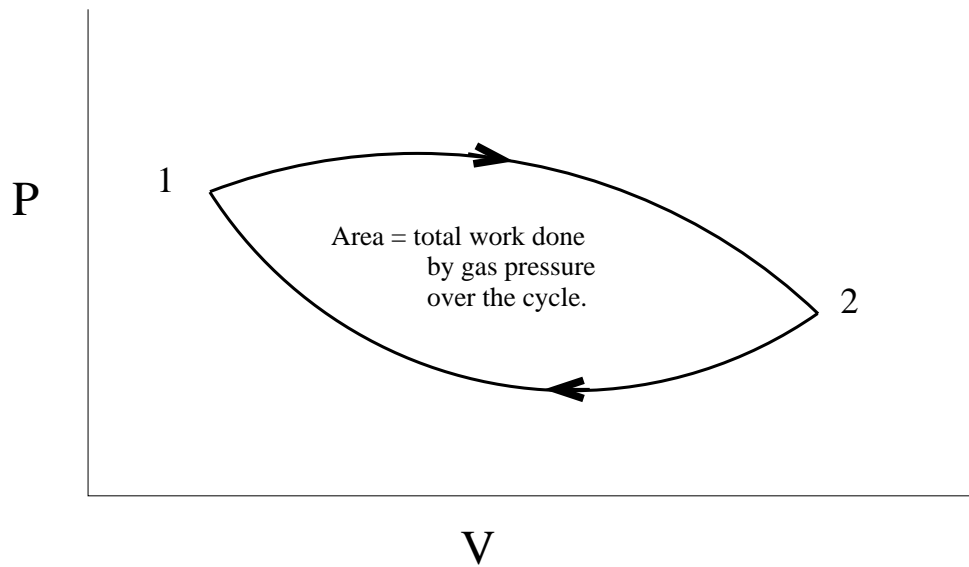 1
P
Area = total work done
by gas pressure
over the cycle.
2
V